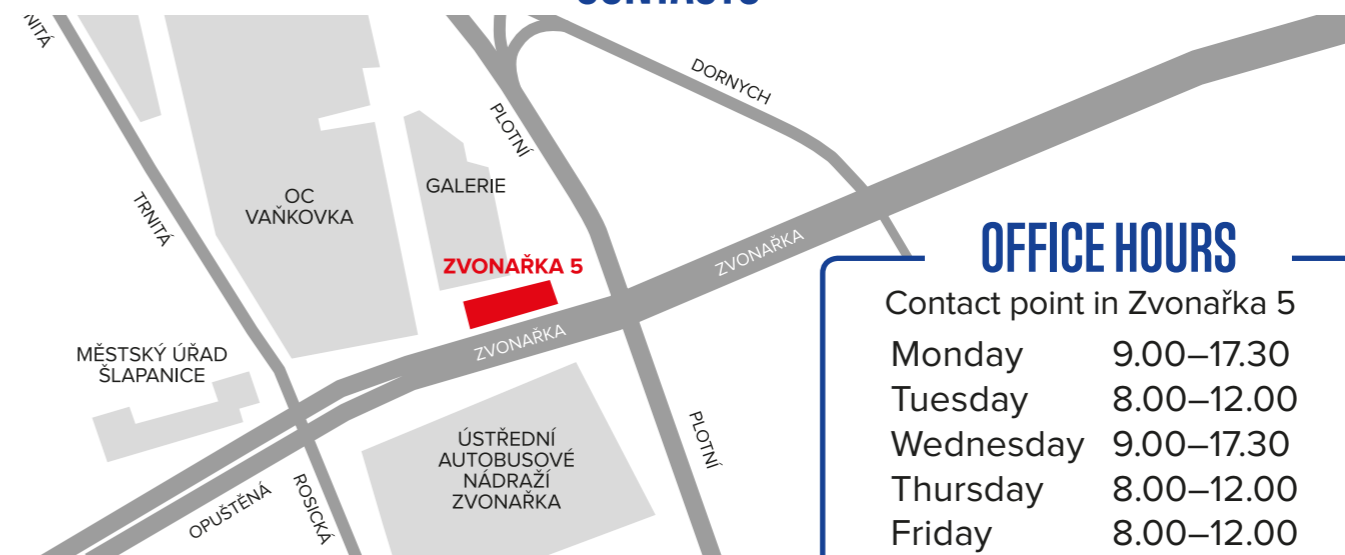 CONTACTS
TRNITÁ
DORNYCH
PLOTNÍ
GALERIE
OC
VAŇKOVKA
TRNITÁ
ZVONAŘKA
ZVONAŘKA 5
ZVONAŘKA
MĚSTSKÝ ÚŘAD
ŠLAPANICE
PLOTNÍ
ÚSTŘEDNÍ
AUTOBUSOVÉ
NÁDRAŽÍ
ZVONAŘKA
OPUŠTĚNÁ
ROSICKÁ
OFFICE HOURS
Contact point in Zvonařka 5
Monday 9.00–17.30
Tuesday 8.00–12.00
Wednesday 9.00–17.30
Thursday 8.00–12.00
Friday 8.00–12.00